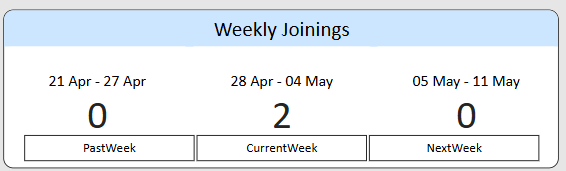 Weekly Joinings
21 Apr - 27 Apr 28 Apr - 04 May 05 May - 11 May
0 2 0
PastWeek CurrentWeek NextWeek